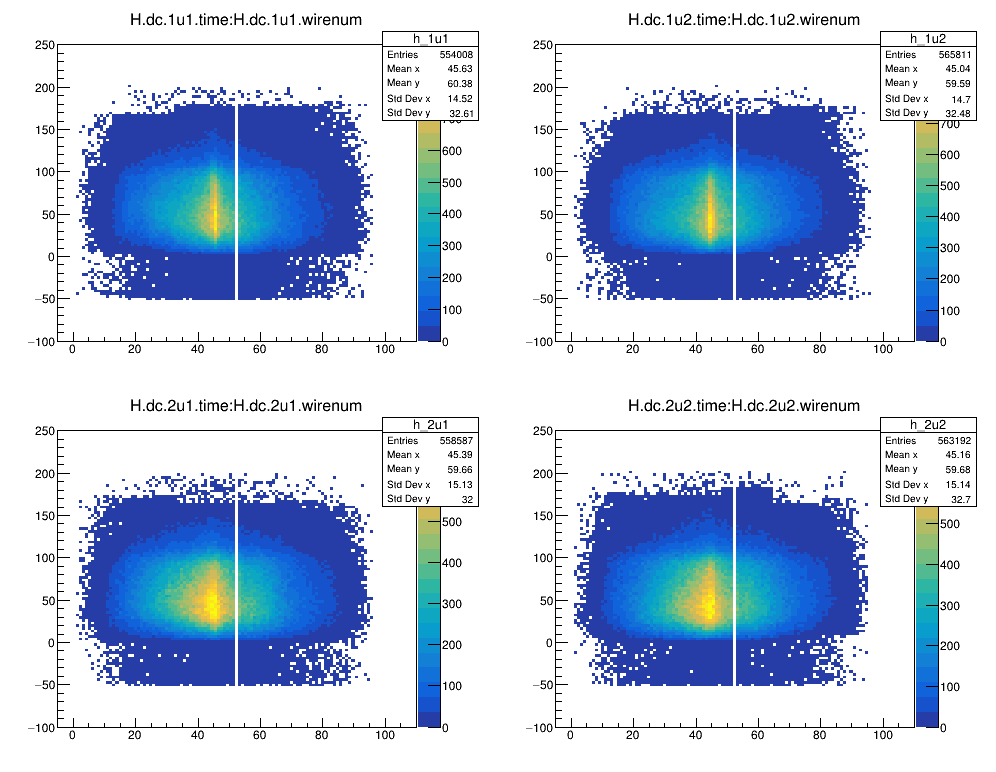 H.dc.1u1.time:H.dc.1u1.wirenum
h_1u1
Entries 554008
Mean x 45.63
Mean y 60.38
Std Dev x 14.52
Std Dev y 32.61
250
200
150
100
50
0
−50
−100
0 20 40 60 80 100
600
500
400
300
200
100
0
H.dc.1u2.time:H.dc.1u2.wirenum
h_1u2
Entries 565811
Mean x 45.04
Mean y 59.59
Std Dev x 14.7
Std Dev y 32.48
250
200
150
100
50
0
−50
−100
0 20 40 60 80 100
700
600
500
400
300
200
100
0
H.dc.2u1.time:H.dc.2u1.wirenum
h_2u1
Entries 558587
Mean x 45.39
Mean y 59.66
Std Dev x 15.13
Std Dev y 32
250
200
150
100
50
0
−50
−100
0 20 40 60 80 100
500
400
300
200
100
0
H.dc.2u2.time:H.dc.2u2.wirenum
h_2u2
Entries 563192
Mean x 45.16
Mean y 59.68
Std Dev x 15.14
Std Dev y 32.7
250
200
150
100
50
0
−50
−100
0 20 40 60 80 100
500
400
300
200
100
0